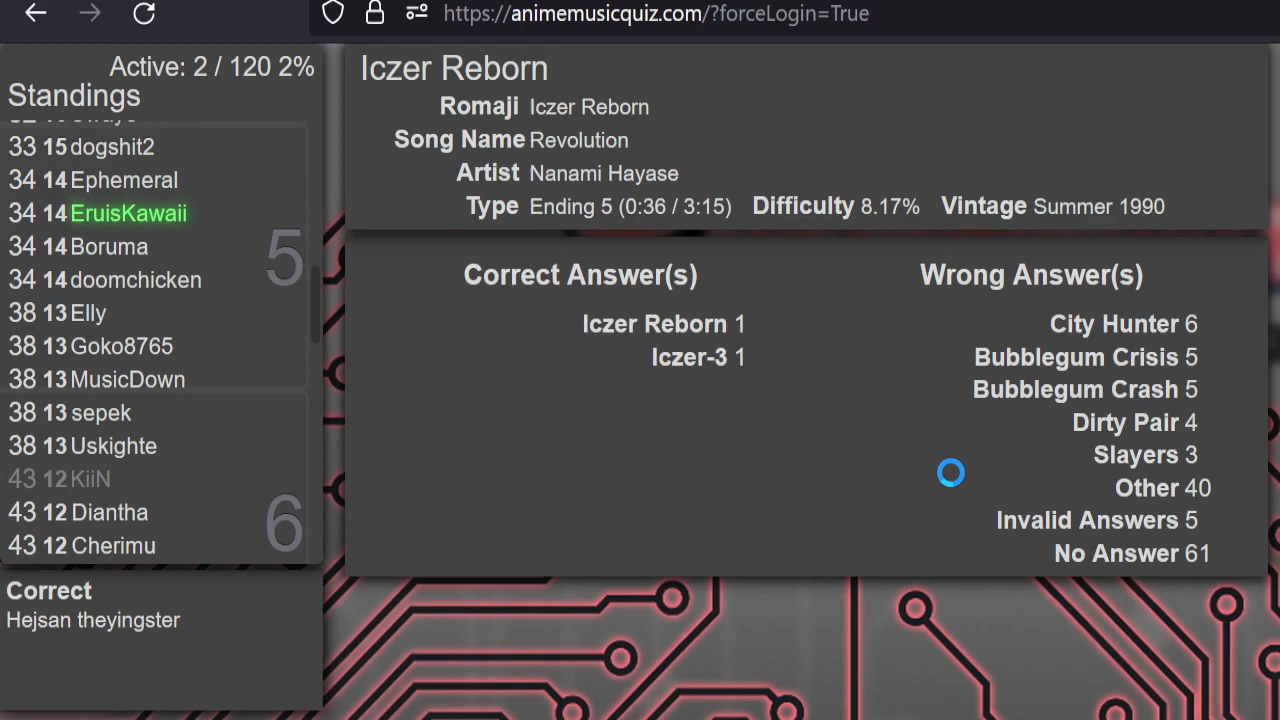 https://animemusicquiz.com/?forceLogin=True
Active: 2 / 120 2%
Standings
33 15 dogshit2
34 14 Ephemeral
34 14 EruisKawaii
34 14 Boruma
34 14 doomchicken
5
38 13 Elly
38 13 Goko8765
38 13 MusicDown
38 13 sepek
38 13 Uskighte
43 12 KiiN
43 12 Diantha
43 12 Cherimu
6
Correct
Hejsan theyingster
Iczer Reborn
Romaji Iczer Reborn
Song Name Revolution
Artist Nanami Hayase
Type Ending 5 (0:36 / 3:15) Difficulty 8.17% Vintage Summer 1990
Correct Answer(s)
Iczer Reborn 1
Iczer-3 1
Wrong Answer(s)
City Hunter 6
Bubblegum Crisis 5
Bubblegum Crash 5
Dirty Pair 4
Slayers 3
Other 40
Invalid Answers 5
No Answer 61